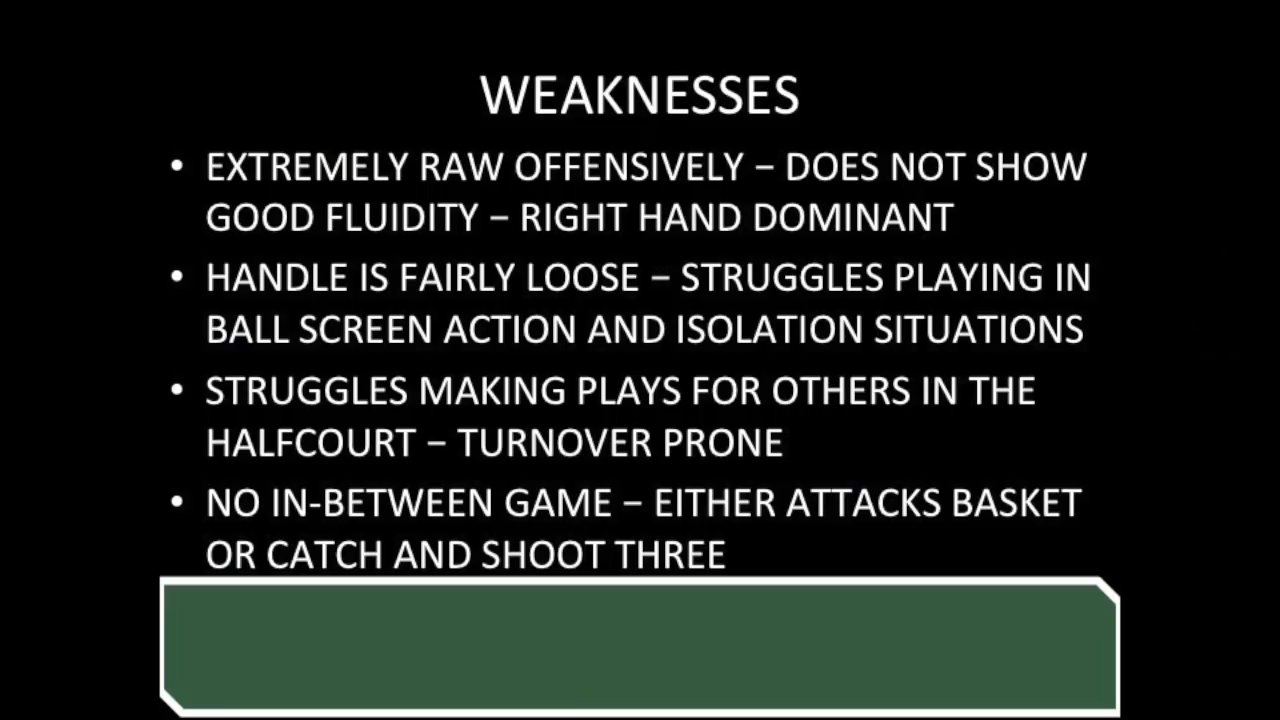 WEAKNESSES
• EXTREMELY RAW OFFENSIVELY – DOES NOT SHOW
GOOD FLUIDITY – RIGHT HAND DOMINANT
• HANDLE IS FAIRLY LOOSE – STRUGGLES PLAYING IN
BALL SCREEN ACTION AND ISOLATION SITUATIONS
• STRUGGLES MAKING PLAYS FOR OTHERS IN THE
HALFCOURT – TURNOVER PRONE
• NO IN-BETWEEN GAME – EITHER ATTACKS BASKET
OR CATCH AND SHOOT THREE